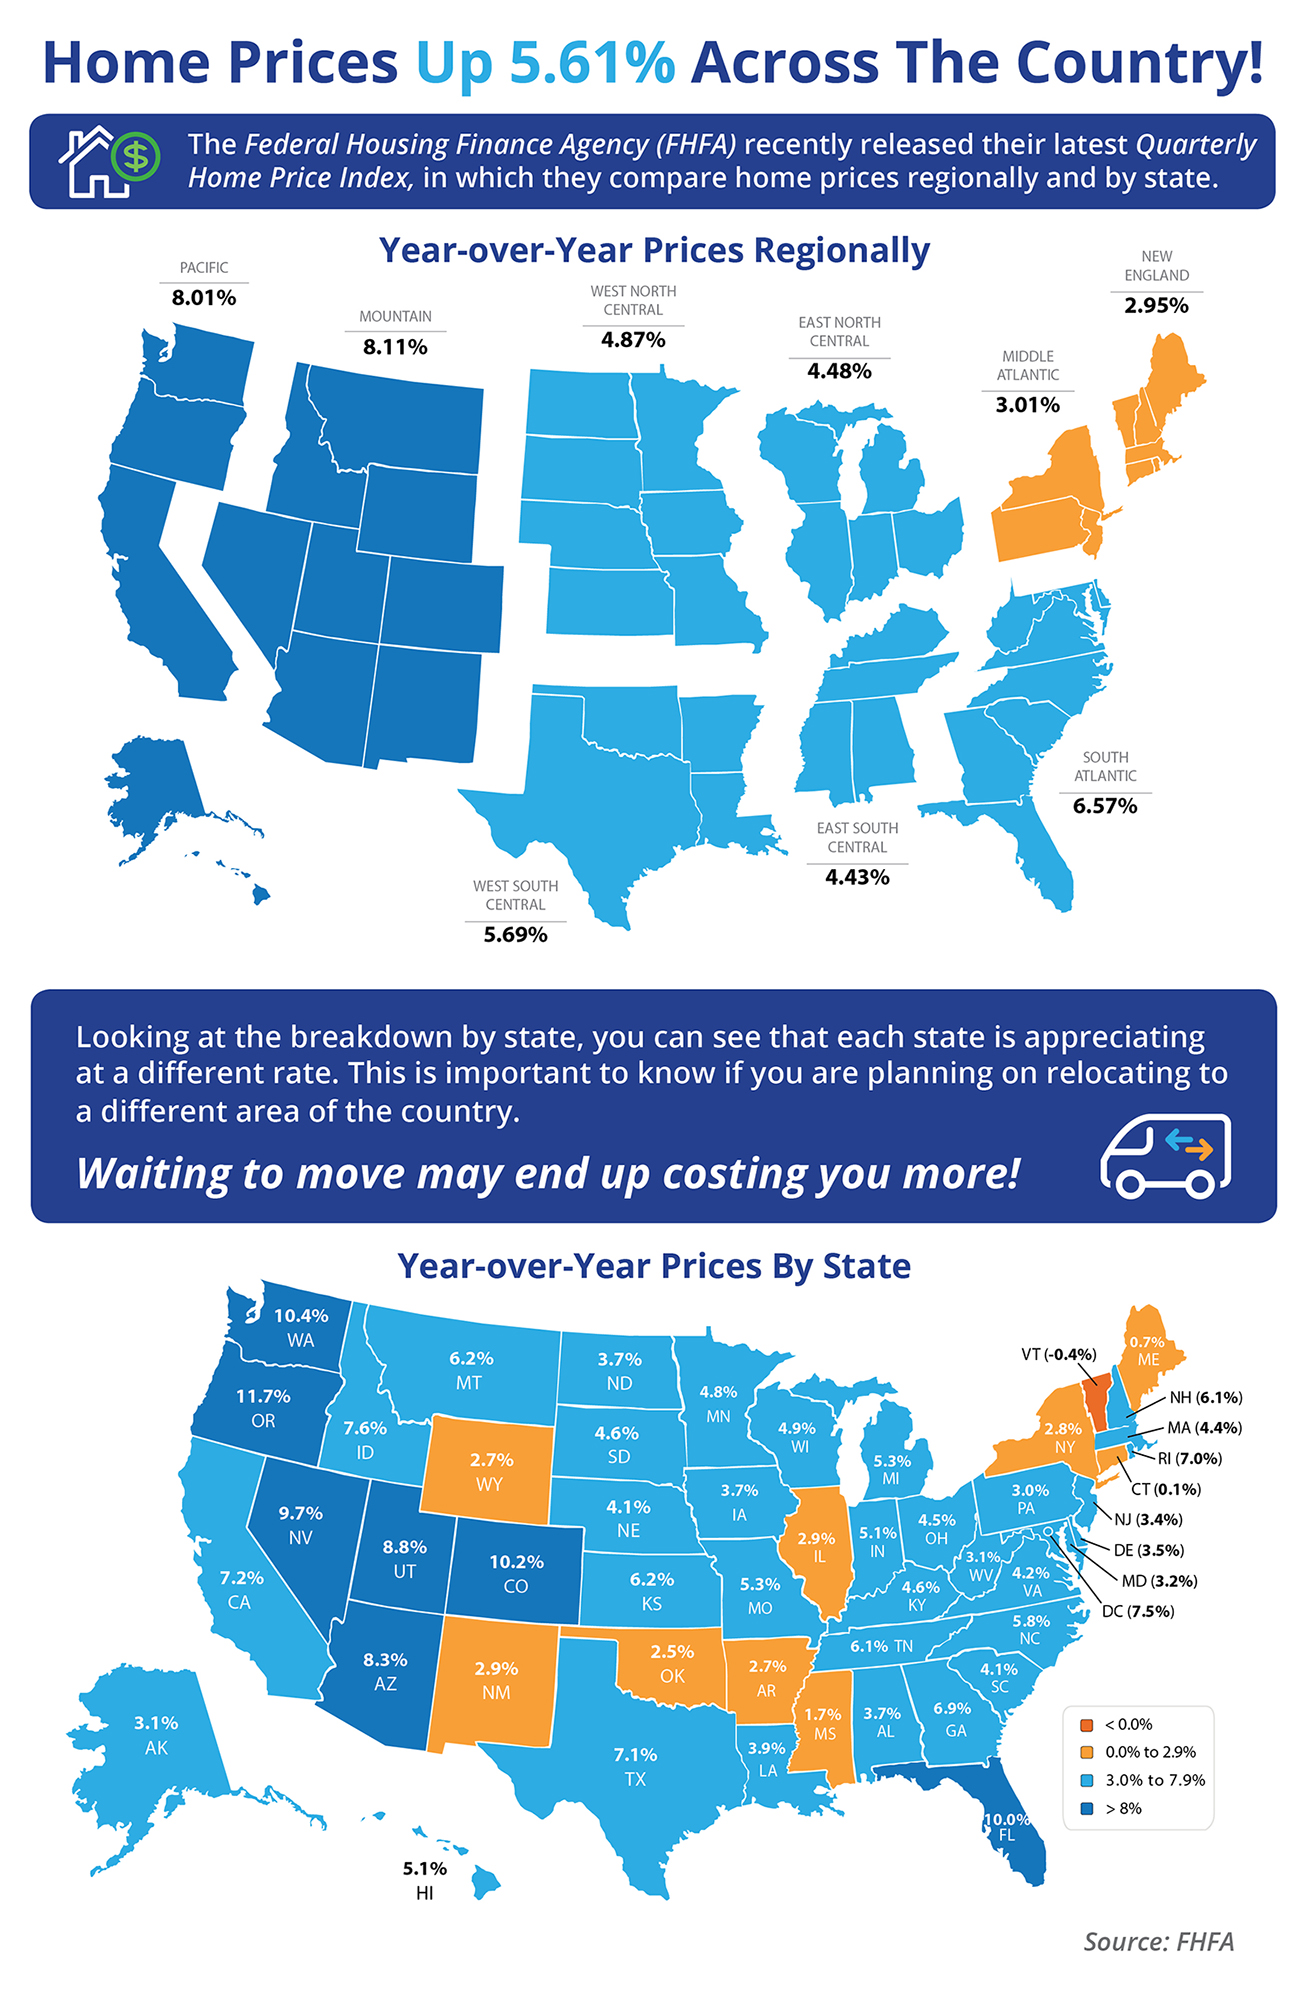 Home Prices Up 5.61% Across The Country!
The Federal Housing Finance Agency (FHFA) recently released their latest Quarterly
Home Price Index, in which they compare home prices regionally and by state.
$
Year-over-Year Prices Regionally
PACIFIC
8.01%
MOUNTAIN
8.11%
WEST NORTH
CENTRAL
4.87%
EAST NORTH
CENTRAL
4.48%
MIDDLE
ATLANTIC
3.01%
NEW
ENGLAND
2.95%
SOUTH
ATLANTIC
6.57%
EAST SOUTH
CENTRAL
4.43%
WEST SOUTH
CENTRAL
5.69%
Looking at the breakdown by state, you can see that each state is appreciating
at a different rate. This is important to know if you are planning on relocating to
a different area of the country.
Waiting to move may end up costing you more!
Year-over-Year Prices By State
10.4%
WA
11.7%
OR
7.6%
ID
6.2%
MT
3.7%
ND
4.6%
SD
4.8%
MN
4.9%
WI
5.3%
MI
2.7%
WY
9.7%
NV
7.2%
CA
8.8%
UT
10.2%
CO
4.1%
NE
3.7%
IA
6.2%
KS
5.3%
MO
2.9%
IL
5.1%
IN
4.5%
OH
4.6%
KY
3.1%
WV
4.2%
VA
3.0%
PA
2.8%
NY
VT (-0.4%)
0.7%
ME
NH (6.1%)
MA (4.4%)
RI (7.0%)
CT (0.1%)
NJ (3.4%)
DE (3.5%)
MD (3.2%)
DC (7.5%)
8.3%
AZ
2.9%
NM
2.5%
OK
2.7%
AR
6.1% TN
5.8%
NC
4.1%
SC
1.7%
MS
3.7%
AL
6.9%
GA
7.1%
TX
3.9%
LA
10.0%
FL
3.1%
AK
5.1%
HI
< 0.0%
0.0% to 2.9%
3.0% to 7.9%
> 8%
Source: FHFA